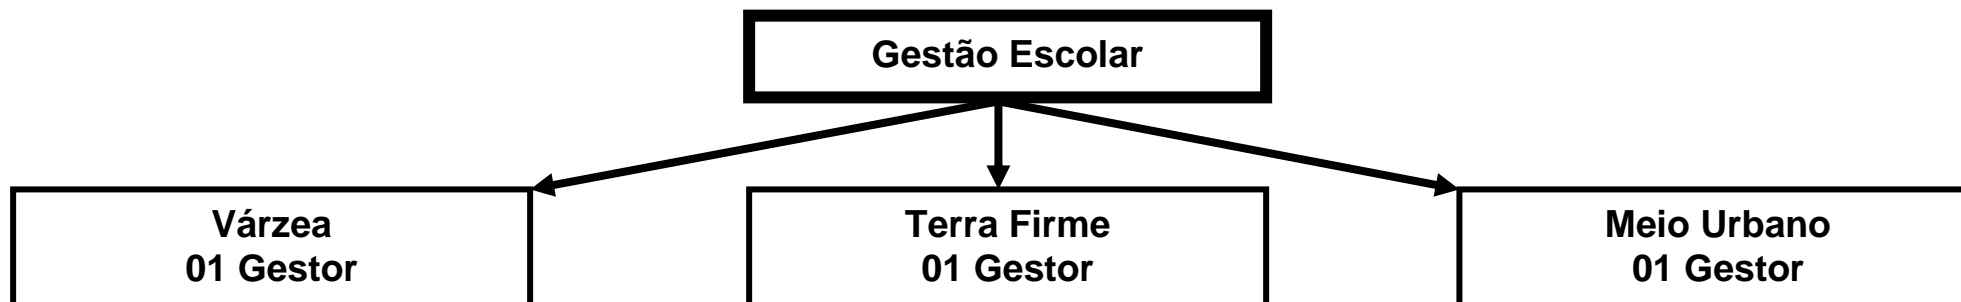 Gestão Escolar
Várzea
01 Gestor
Terra Firme
01 Gestor
Meio Urbano
01 Gestor